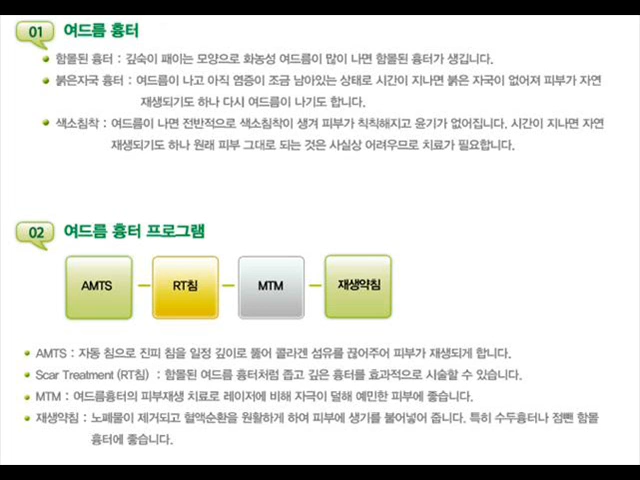 01 여드름 흉터
함몰된 흉터 : 깊숙이 패이는 모양으로 화농성 여드름이 많이 나면 함몰된 흉터가 생깁니다.
붉은자국 흉터 : 여드름이 나고 아직 염증이 조금 남아있는 상태로 시간이 지나면 붉은 자국이 없어져 피부가 자연
재생되기도 하나 다시 여드름이 나기도 합니다.
색소침착 : 여드름이 나면 전반적으로 색소침착이 생겨 피부가 칙칙해지고 윤기가 없어집니다. 시간이 지나면 자연
재생되기도 하나 원래 피부 그대로 되는 것은 사실상 어려우므로 치료가 필요합니다.
02 여드름 흉터 프로그램
AMTS RT침 MTM 재생약침
AMTS : 자동 침으로 진피 침을 일정 깊이로 뚫어 콜라겐 섬유를 끊어주어 피부가 재생되게 합니다.
Scar Treatment (RT침) : 함몰된 여드름 흉터처럼 좁고 깊은 흉터를 효과적으로 시술할 수 있습니다.
MTM : 여드름흉터의 피부재생 치료로 레이저에 비해 자극이 덜해 예민한 피부에 좋습니다.
재생약침 : 노폐물이 제거되고 혈액순환을 원활하게 하여 피부에 생기를 불어넣어 줍니다. 특히 수두흉터나 점뺀 함몰
흉터에 좋습니다.